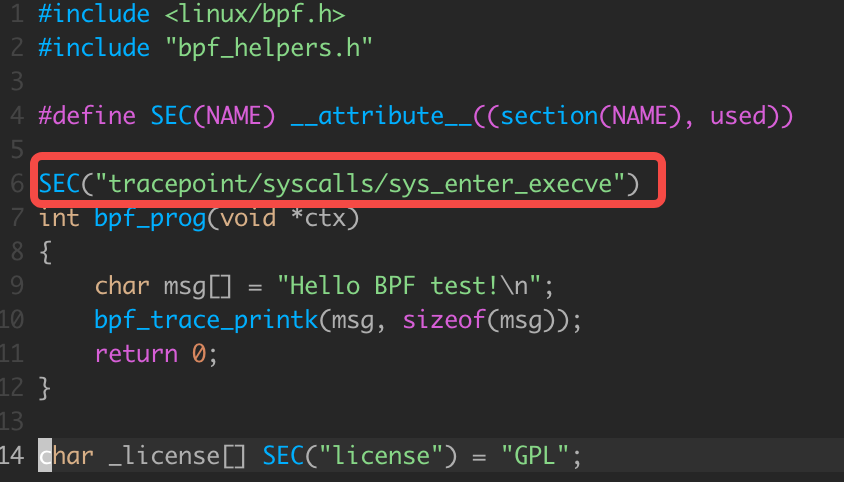 1 #include <linux/bpf.h>
2 #include "bpf_helpers.h"
3
4 #define SEC(NAME) __attribute__((section(NAME), used))
5
6 SEC("tracepoint/syscalls/sys_enter_execve")
7 int bpf_prog(void *ctx)
8 {
9     char msg[] = "Hello BPF test!\n";
10     bpf_trace_printk(msg, sizeof(msg));
11     return 0;
12 }
13
14 char _license[] SEC("license") = "GPL";